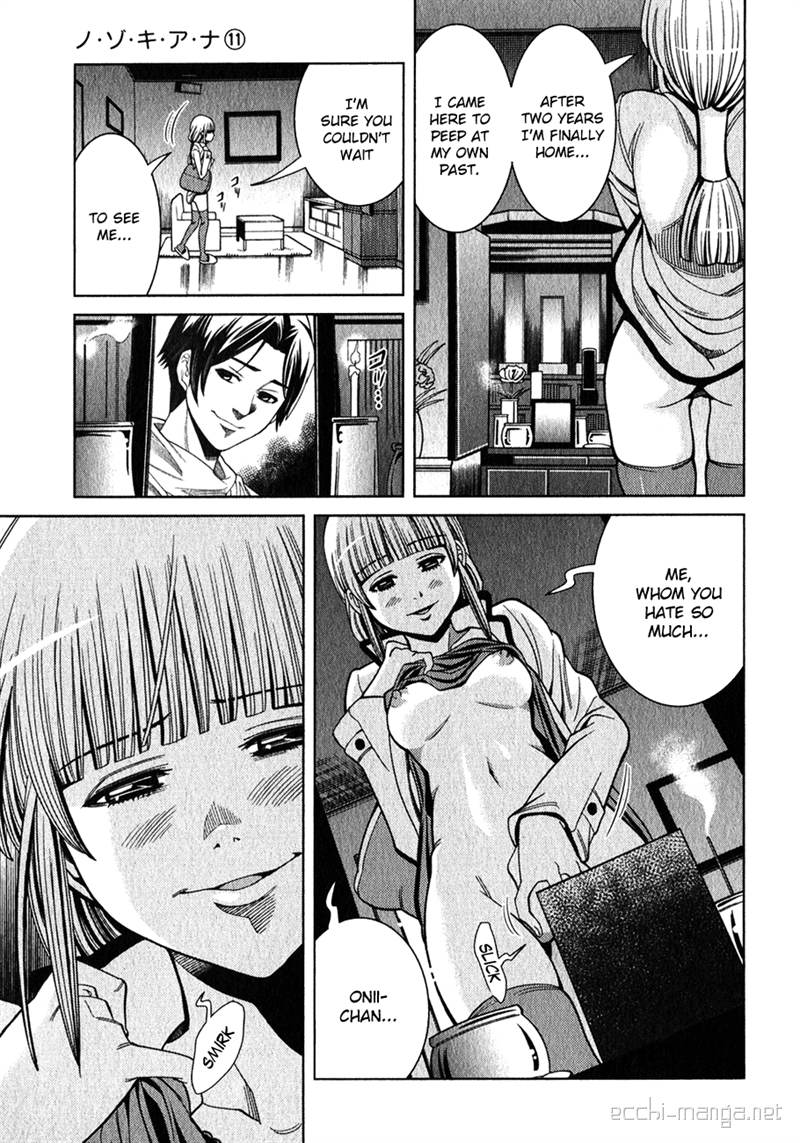 ノ・ゾ・キ・ア・ナ⑪
AFTER
TWO YEARS
I'M FINALLY
HOME...
I CAME
HERE TO
PEEP AT
MY OWN
PAST.
I'M
SURE YOU
COULDN'T
WAIT
コツ
コツ
TO SEE
ME...
コツ…
ME,
WHOM YOU
HATE SO
MUCH...
SLICK
ONII-
CHAN...
SMIRK
ecchi-manga.net